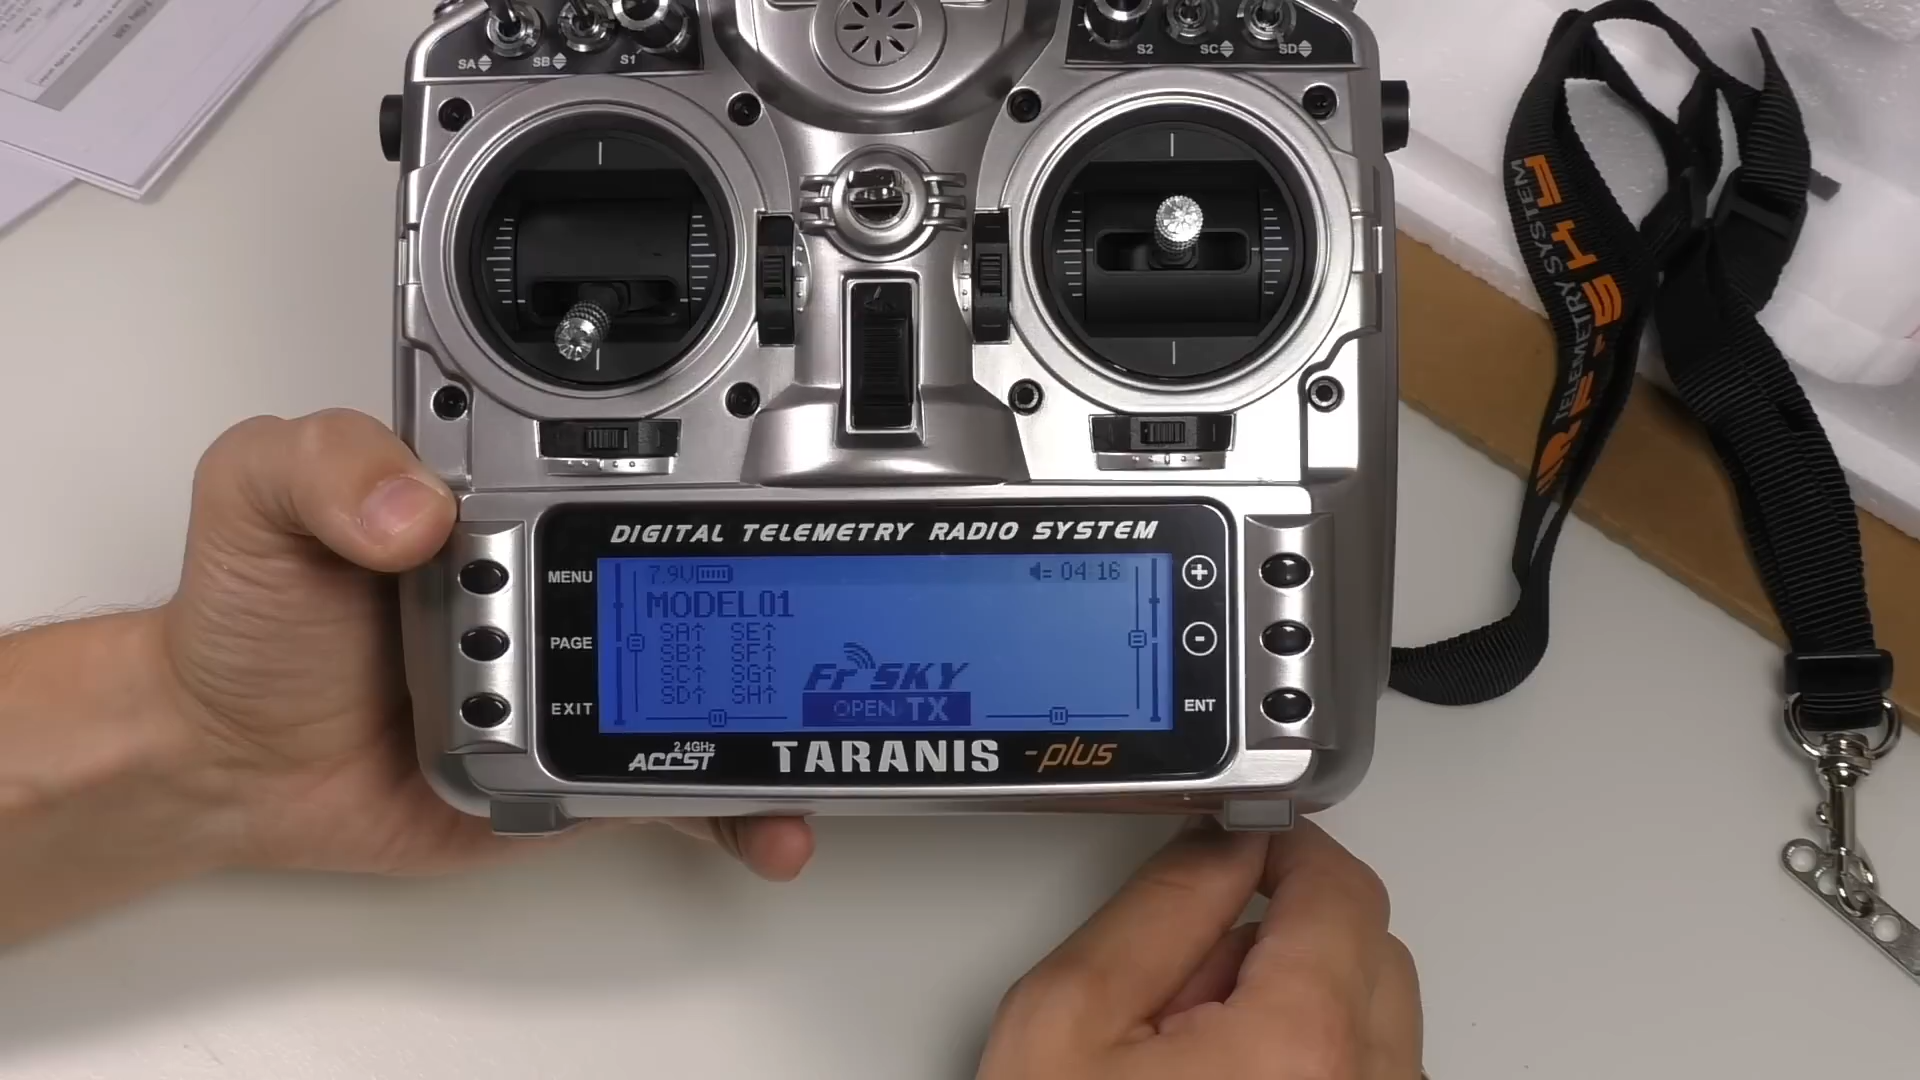 SA SB S1 S2 SC SD
DIGITAL TELEMETRY RADIO SYSTEM
MENU
PAGE
EXIT
7.9V 04:16
MODEL01
SA↑ SE↑
SB↑ SF↑
SC↑ SG↑
SD↑ SH↑
FrSKY
OPEN TX
+
-
ENT
2.4GHz
ACCST
TARANIS -plus
TELEMETRY SYSTEM